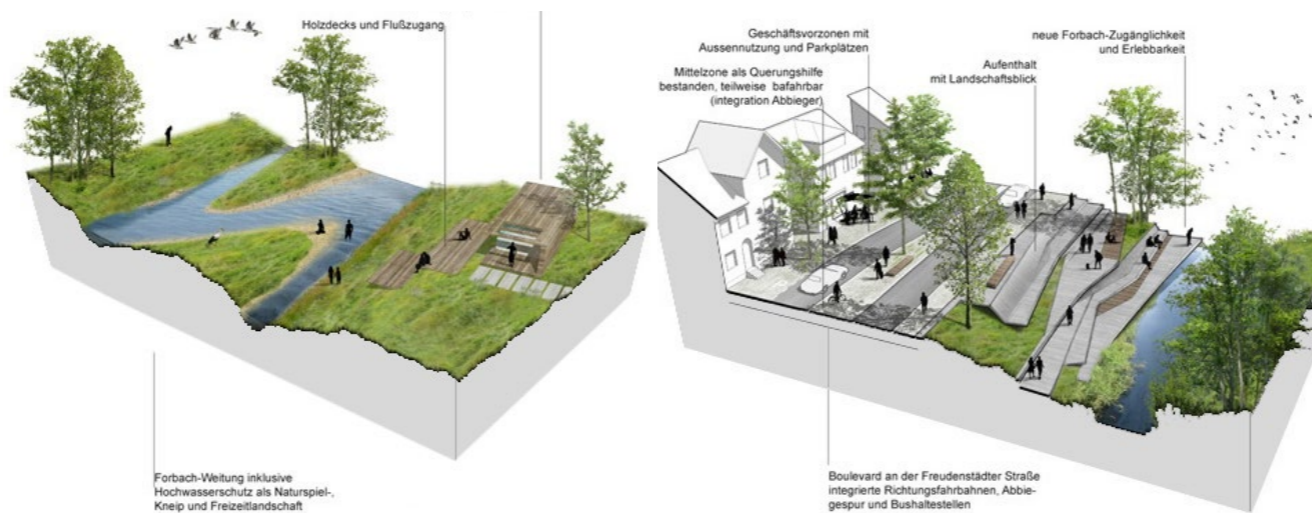 Holzdecks und Flußzugang
Forbach-Weitung inklusive
Hochwasserschutz als Naturspiel-,
Kneip und Freizeitlandschaft
Geschäftsvorzonen mit
Aussennutzung und Parkplätzen
Mittelzone als Querungshilfe
bestanden, teilweise bafahrbar
(integration Abbieger)
Aufenthalt
mit Landschaftsblick
neue Forbach-Zugänglichkeit
und Erlebbarkeit
Boulevard an der Freudenstädter Straße
integrierte Richtungsfahrbahnen, Abbie-
gespur und Bushaltestellen